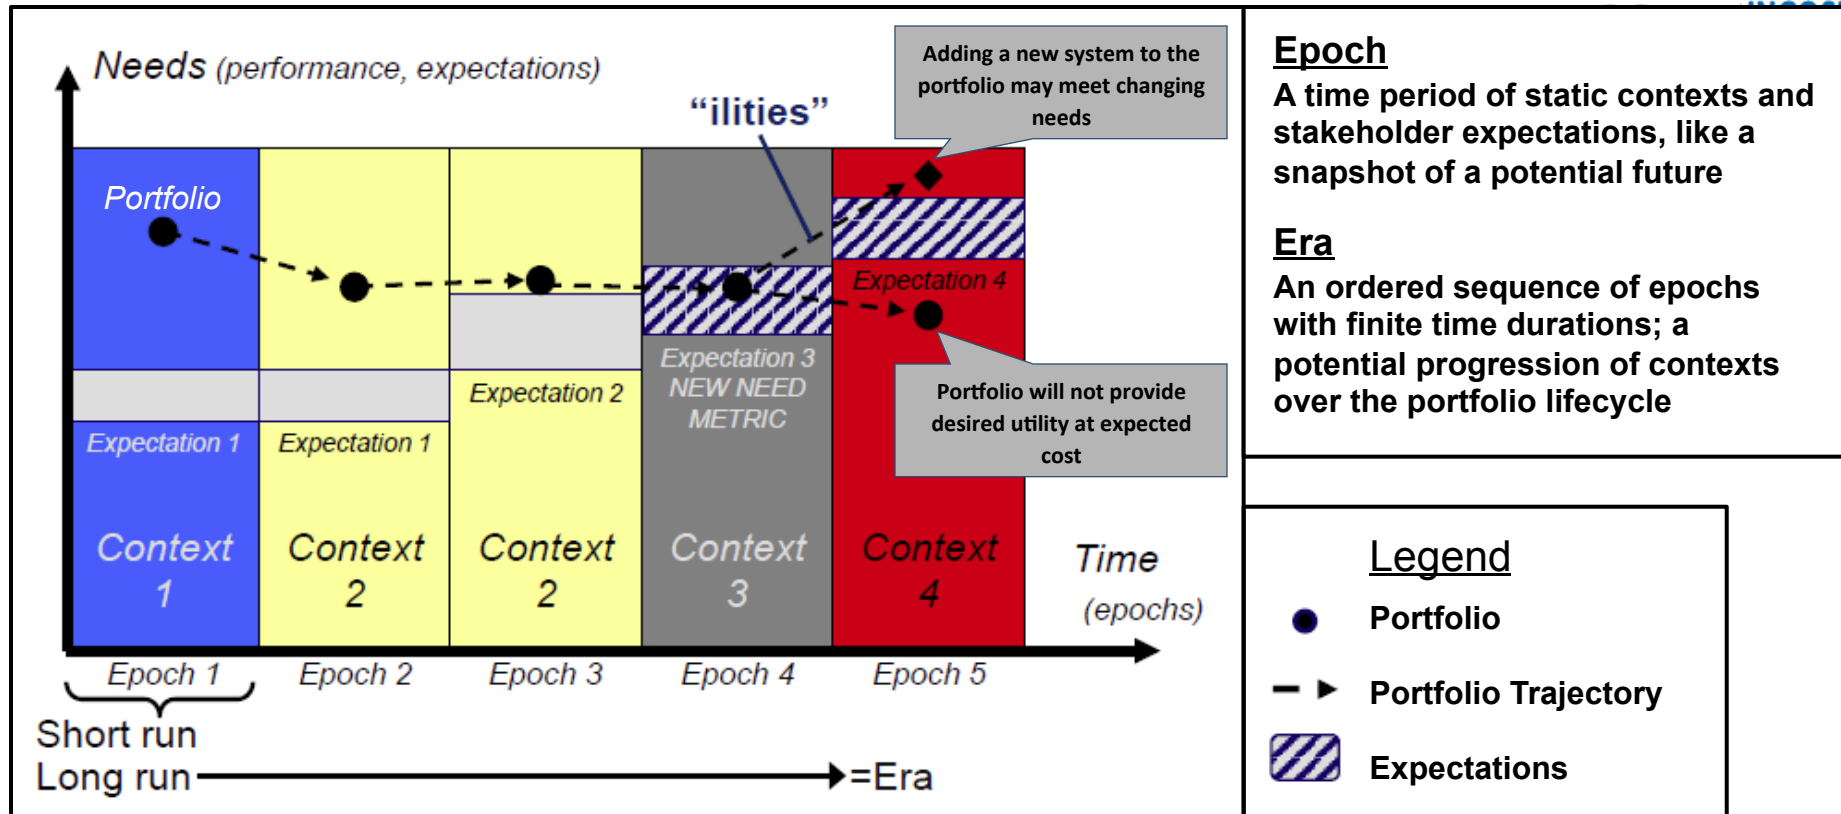 Needs (performance, expectations)
"ilities"
Adding a new system to the
portfolio may meet changing
needs
Portfolio
Expectation 1
Expectation 1
Expectation 2
Expectation 3
NEW NEED
METRIC
Expectation 4
Portfolio will not provide
desired utility at expected
cost
Context
1
Context
2
Context
2
Context
3
Context
4
Time
(epochs)
Epoch 1
Epoch 2
Epoch 3
Epoch 4
Epoch 5
Short run
Long run
=Era
Epoch
A time period of static contexts and
stakeholder expectations, like a
snapshot of a potential future
Era
An ordered sequence of epochs
with finite time durations; a
potential progression of contexts
over the portfolio lifecycle
Legend
Portfolio
Portfolio Trajectory
Expectations